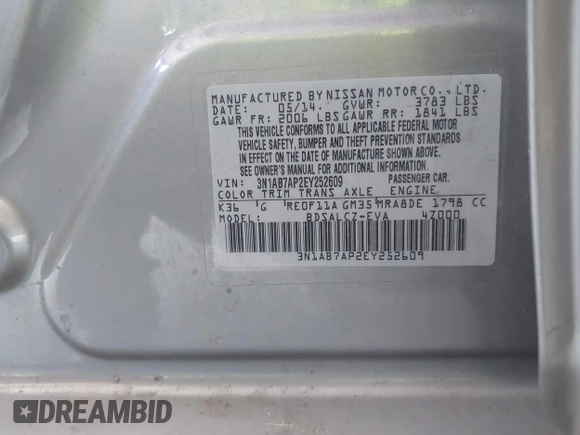 MANUFACTURED BY NISSAN MOTOR CO., LTD.
DATE: 05/14. GVWR: 3783 LBS
GAWR FR: 2006 LBS GAWR RR: 1841 LBS
THIS VEHICLE CONFORMS TO ALL APPLICABLE FEDERAL MOTOR
VEHICLE SAFETY, BUMPER AND THEFT PREVENTION STANDARDS
IN EFFECT ON THE DATE OF MANUFACTURE SHOWN ABOVE.
SEE OWNERS MANUAL FOR ADDITIONAL INFORMATION.
VIN: 3N1AB7AP2EY252609 PASSENGER CAR.
COLOR TRIM TRANS AXLE ENGINE
K36 G RE0F11A GM35 MRA8DE 1798 CC
MODEL: BDSALCZ-EVA 4Z000
3N1AB7AP2EY252609
DREAMBID